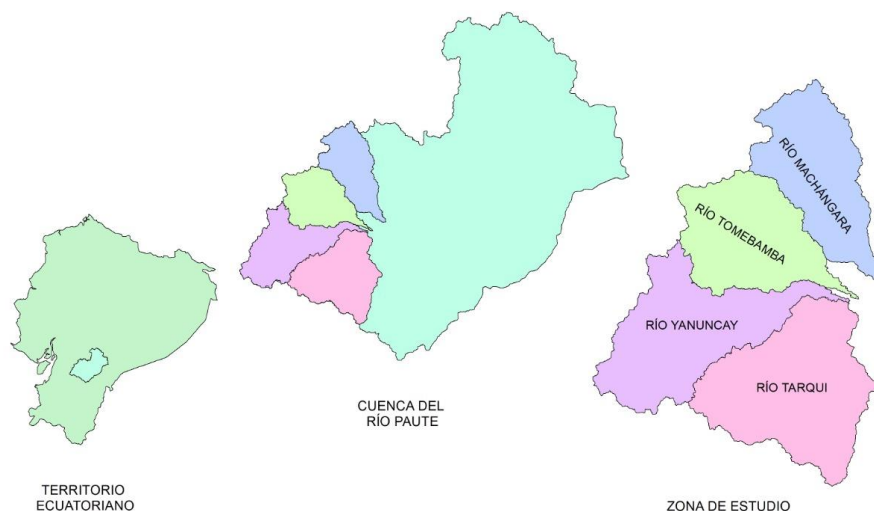 TERRITORIO
ECUATORIANO
CUENCA DEL
RÍO PAUTE
RÍO MACHÁNGARA
RÍO TOMEBAMBA
RÍO YANUNCAY
RÍO TARQUI
ZONA DE ESTUDIO